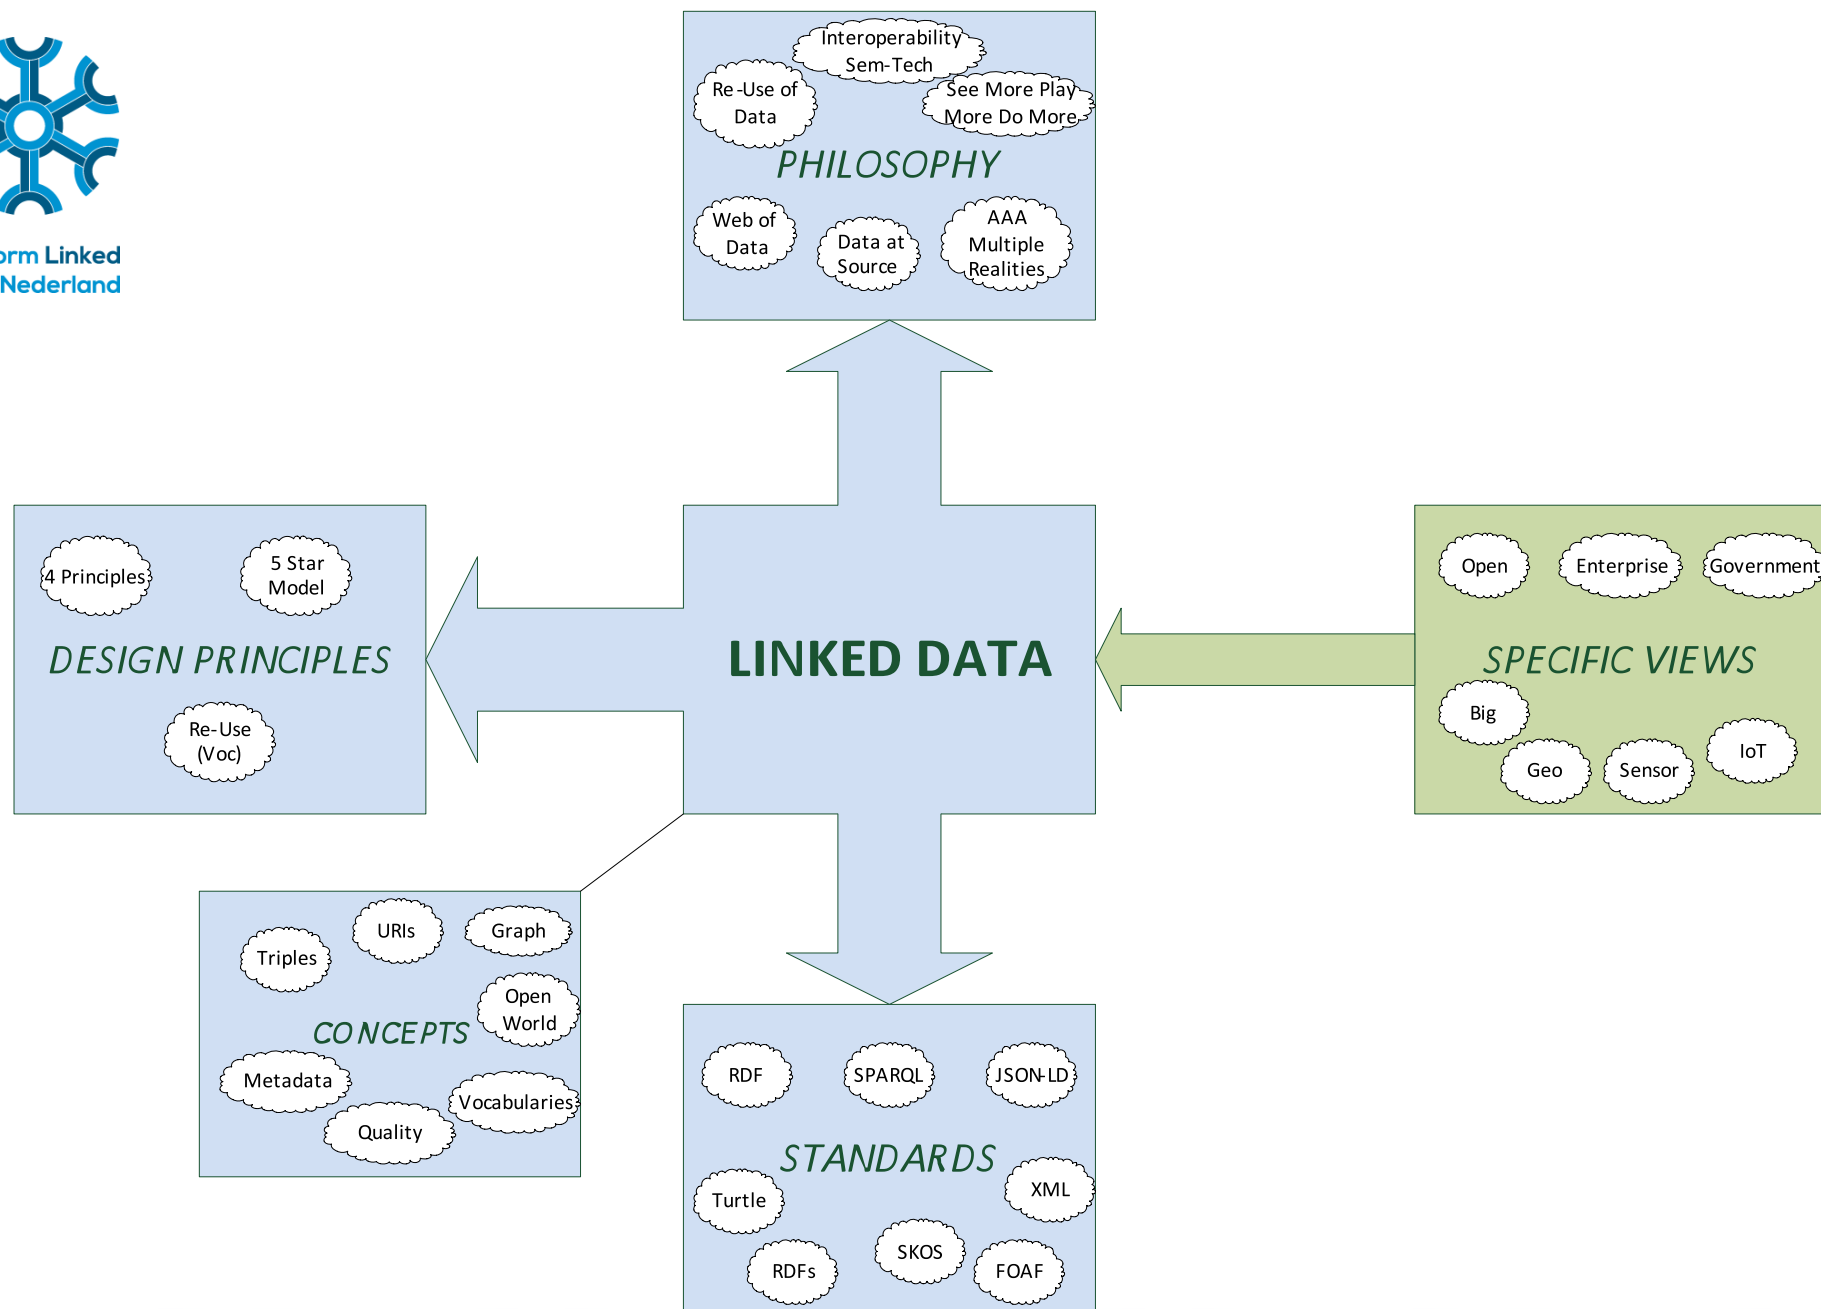 Interoperability
Sem-Tech
Re-Use of
Data
See More Play
More Do More
PHILOSOPHY
Web of
Data
Data at
Source
AAA
Multiple
Realities
orm Linked
Nederland
4 Principles
5 Star
Model
DESIGN PRINCIPLES
Re-Use
(Voc)
LINKED DATA
Open
Enterprise
Government
SPECIFIC VIEWS
Big
Geo
Sensor
IoT
Triples
URIs
Graph
Open
World
CONCEPTS
Metadata
Quality
Vocabularies
RDF
SPARQL
JSON-LD
STANDARDS
Turtle
XML
RDFs
SKOS
FOAF